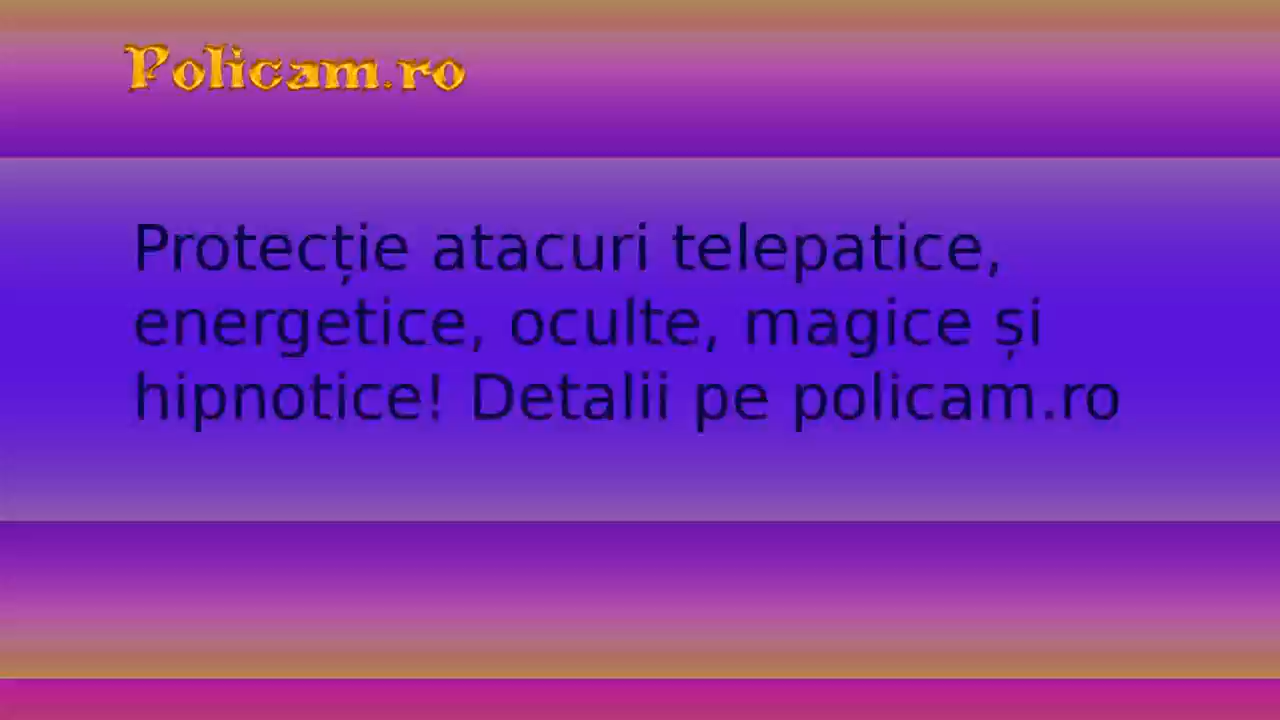 Policam.ro
Protecție atacuri telepatice,
energetice, oculte, magice și
hipnotice! Detalii pe policam.ro